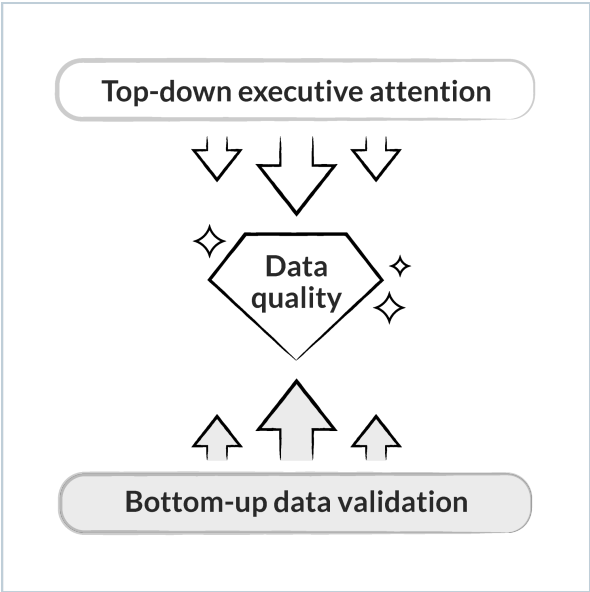 Top-down executive attention
Data
quality
Bottom-up data validation